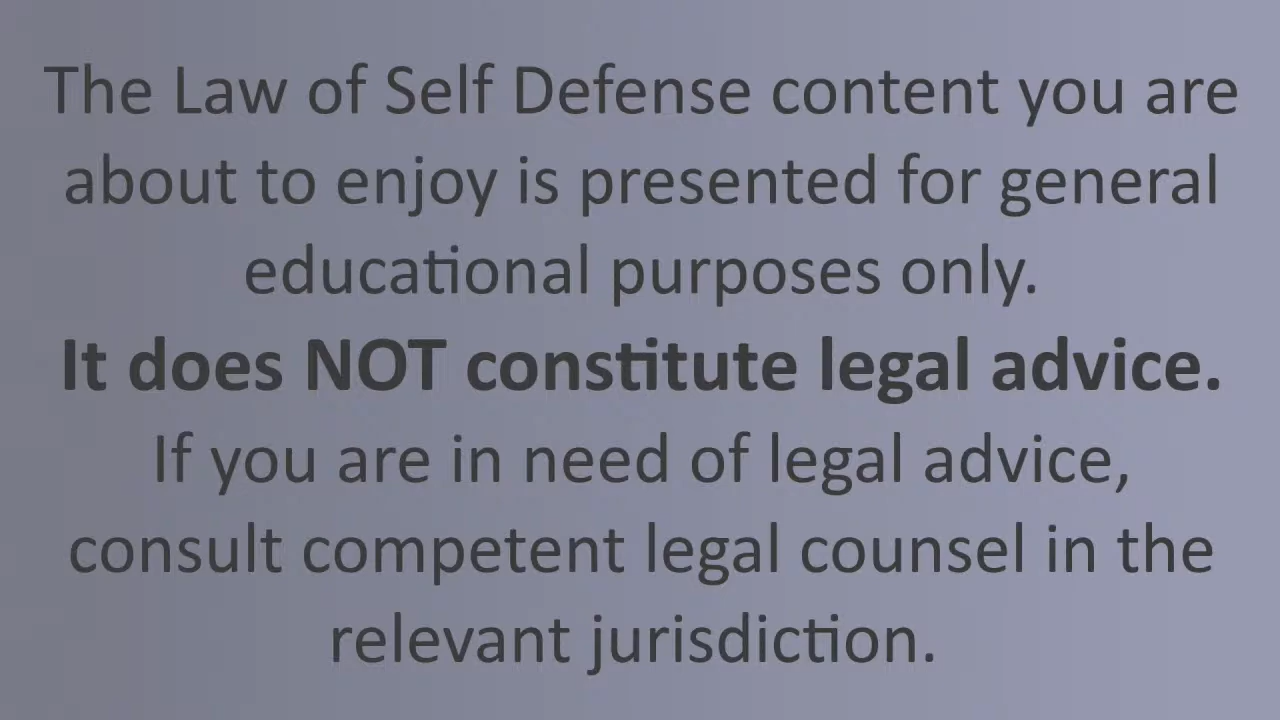 The Law of Self Defense content you are
about to enjoy is presented for general
educational purposes only.
It does NOT constitute legal advice.
If you are in need of legal advice,
consult competent legal counsel in the
relevant jurisdiction.